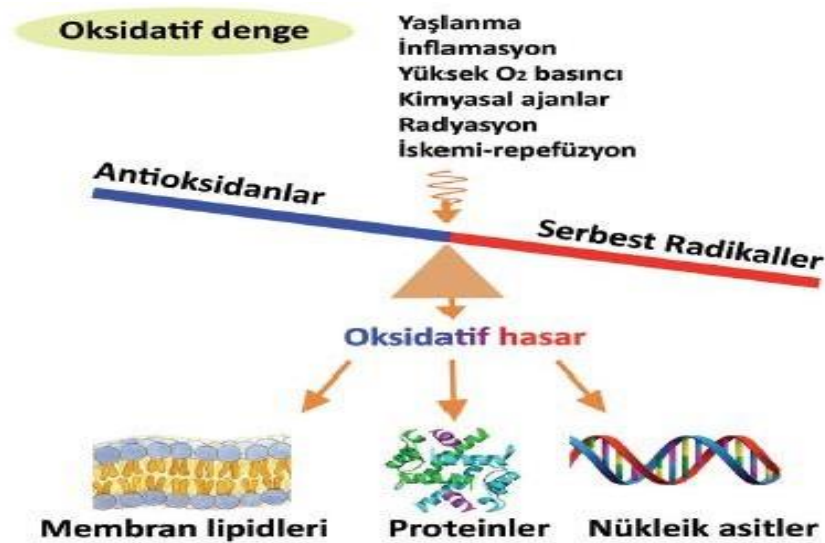 Oksidatif denge
Yaşlanma
İnflamasyon
Yüksek O₂ basıncı
Kimyasal ajanlar
Radyasyon
İskemi-repefüzyon
Antioksidanlar
Serbest Radikaller
Oksidatif hasar
Membran lipidleri
Proteinler
Nükleik asitler